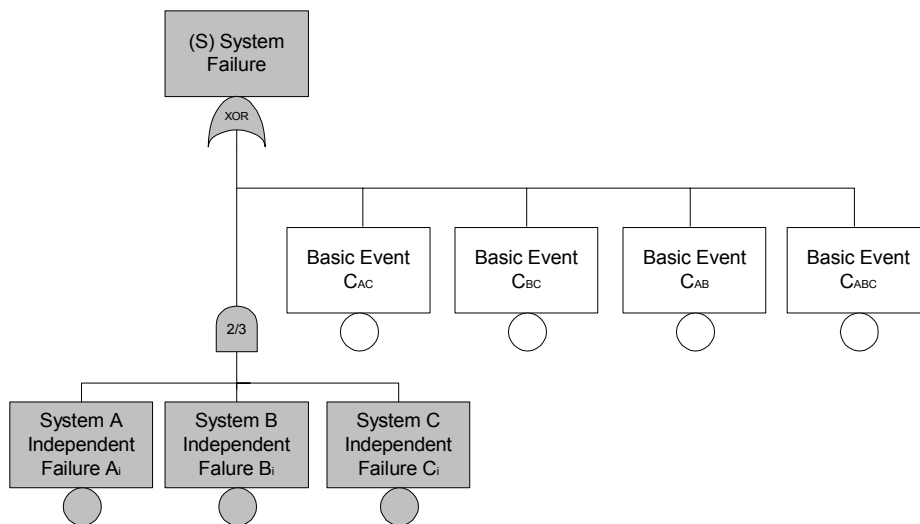 (S) System
Failure
XOR
Basic Event
CAC
Basic Event
CBC
Basic Event
CAB
Basic Event
CABC
2/3
System A
Independent
Failure Ai
System B
Independent
Falure Bi
System C
Independent
Failure Ci